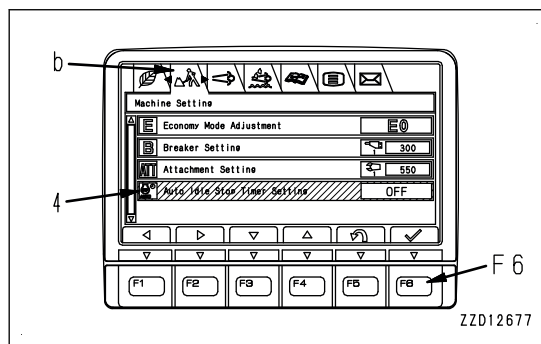 b
Machine Setting
E Economy Mode Adjustment E0
B Breaker Setting 300
ATT Attachment Setting 550
4 Auto Idle Stop Timer Setting OFF
F1 F2 F3 F4 F5 F6
F6
ZZD12677